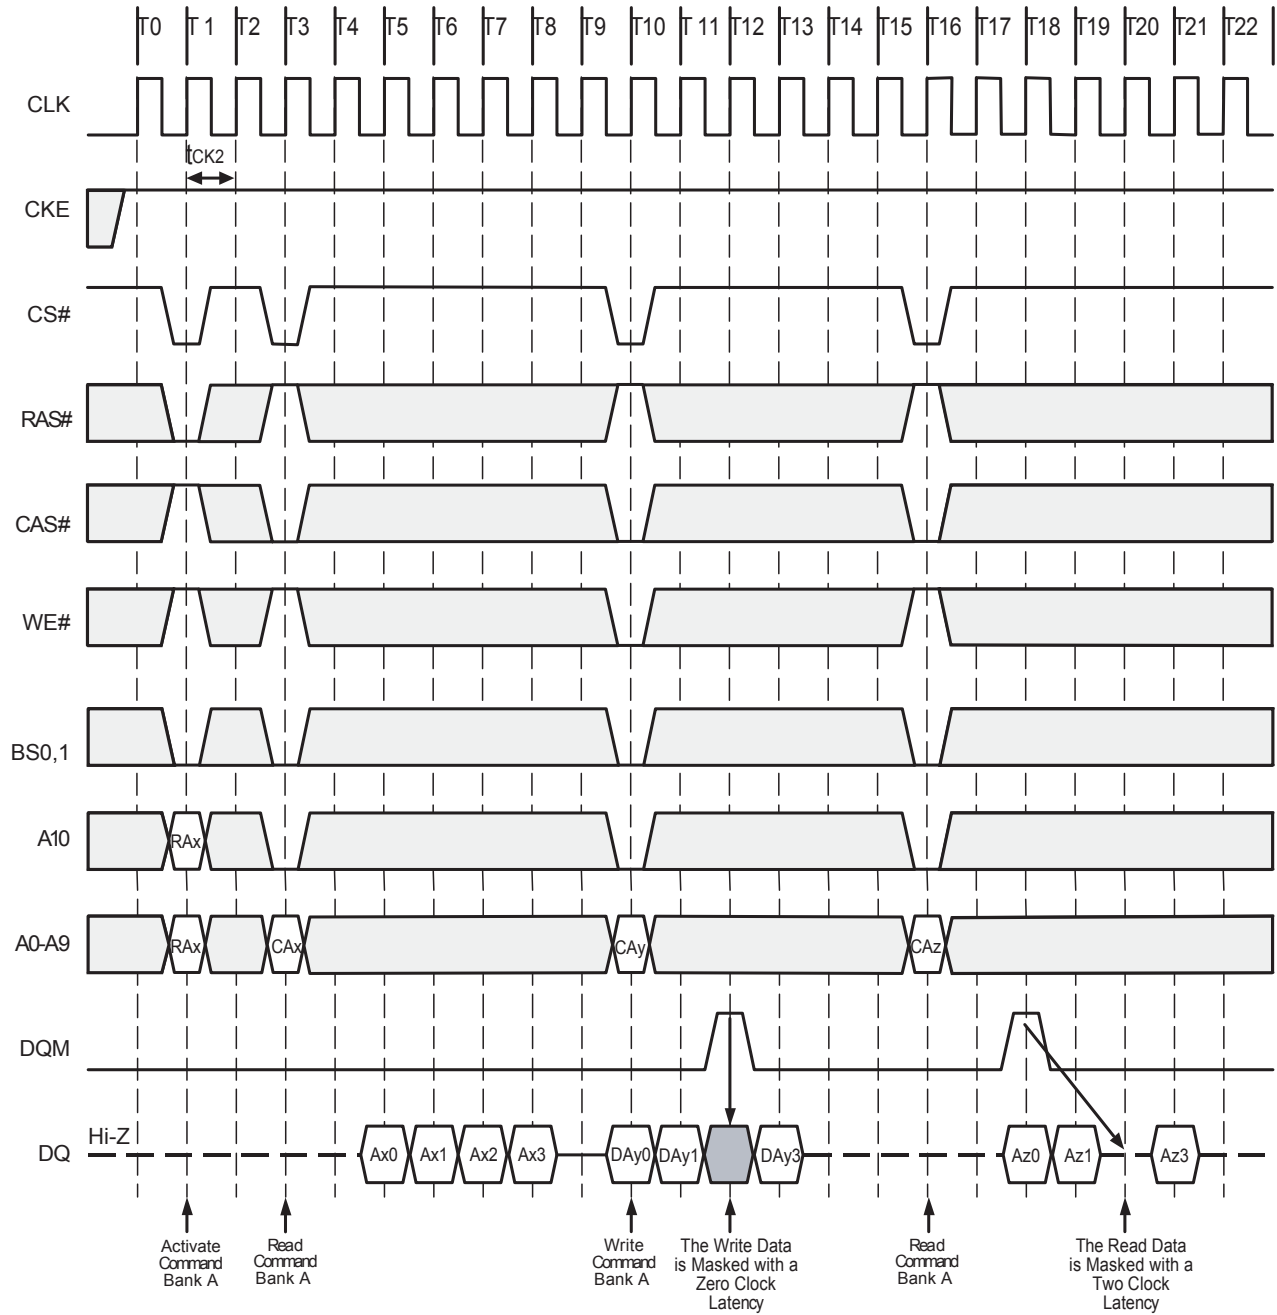 T0 T 1 T2 T3 T4 T5 T6 T7 T8 T9 T10 T 11 T12 T13 T14 T15 T16 T17 T18 T19 T20 T21 T22
CLK
tCK2
CKE
CS#
RAS#
CAS#
WE#
BS0,1
A10
RAx
A0-A9
RAx CAx CAy CAz
DQM
Hi-Z
DQ
Ax0 Ax1 Ax2 Ax3 DAy0 DAy1 DAy3 Az0 Az1 Az3
Activate
Command
Bank A
Read
Command
Bank A
Write
Command
Bank A
The Write Data
is Masked with a
Zero Clock
Latency
Read
Command
Bank A
The Read Data
is Masked with a
Two Clock
Latency